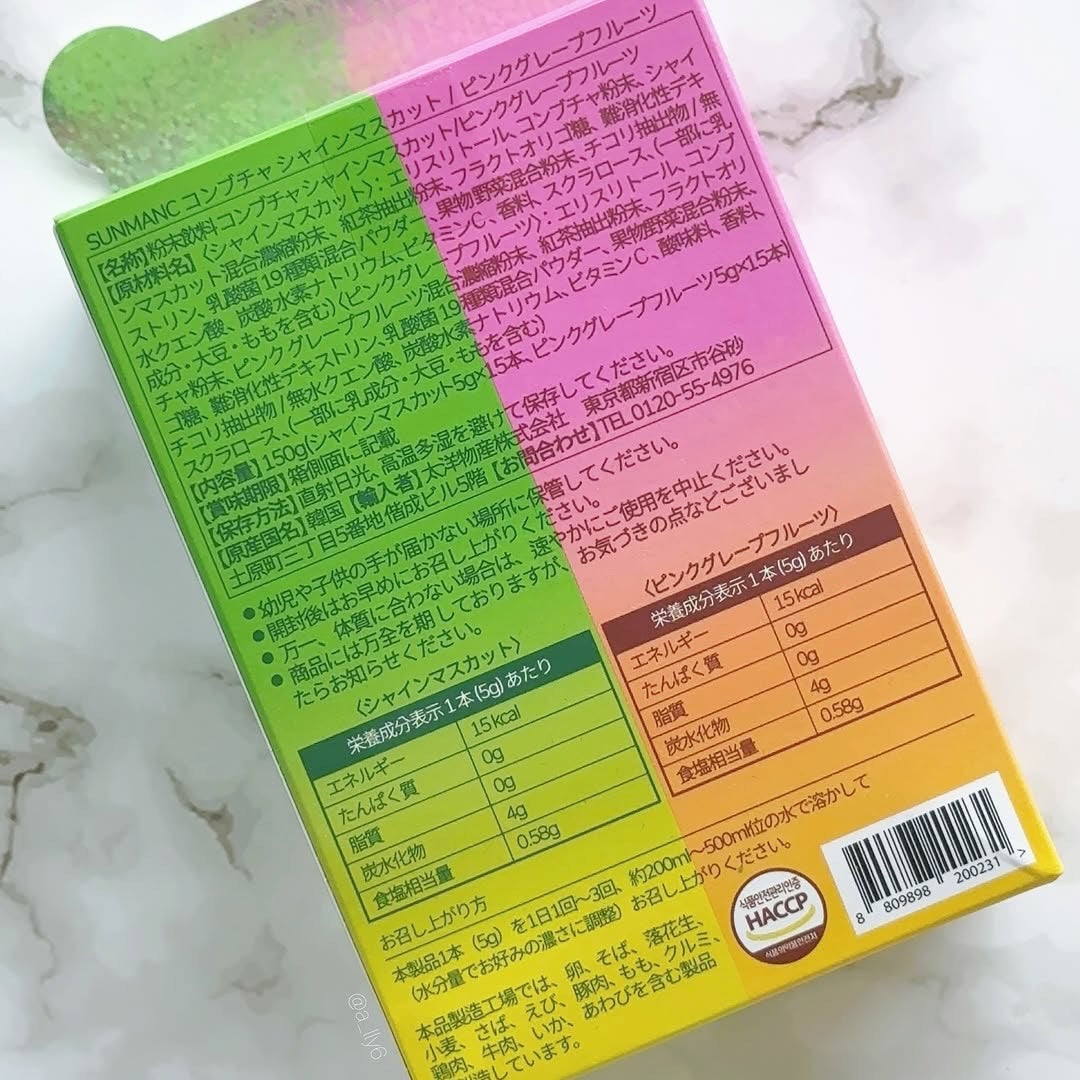 SUNMANC コンブチャ シャインマスカット / ピンクグレープフルーツ
【名称】粉末飲料 コンブチャシャインマスカット/ピンクグレープフルーツ
【原材料名】〈シャインマスカット〉：エリスリトール、コンブチャ粉末、シャイ
ンマスカット混合濃縮粉末、紅茶抽出粉末、フラクトオリゴ糖、難消化性デキ
ストリン、乳酸菌19種類混合パウダー、果物野菜混合粉末、チコリ抽出物 / 無
水クエン酸、炭酸水素ナトリウム、ビタミンC、香料、スクラロース、(一部に乳
成分・大豆・ももを含む)〈ピンクグレープフルーツ〉：エリスリトール、コンブ
チャ粉末、ピンクグレープフルーツ混合濃縮粉末、紅茶抽出粉末、フラクトオリ
ゴ糖、難消化性デキストリン、乳酸菌19種類混合パウダー、果物野菜混合粉末、
チコリ抽出物 / 無水クエン酸、炭酸水素ナトリウム、ビタミンC、酸味料、香料、
スクラロース、(一部に乳成分・大豆・ももを含む)
【内容量】150g(シャインマスカット5g×15本、ピンクグレープフルーツ5g×15本)
【賞味期限】箱側面に記載
【保存方法】直射日光、高温多湿を避けて保存してください。
【原産国名】韓国 【輸入者】太洋物産株式会社 東京都新宿区市谷砂
土原町三丁目5番地 偕成ビル5階 【お問合わせ】TEL 0120-55-4976
● 幼児や子供の手が届かない場所に保管してください。
● 開封後はお早めにお召し上がりください。
● 万一、体質に合わない場合は、速やかにご使用を中止ください。
● 商品には万全を期しておりますが、お気づきの点などございまし
たらお知らせください。
〈シャインマスカット〉
栄養成分表示 1本(5g)あたり
エネルギー 15kcal
たんぱく質 0g
脂質 0g
炭水化物 4g
食塩相当量 0.58g
〈ピンクグレープフルーツ〉
栄養成分表示 1本(5g)あたり
エネルギー 15kcal
たんぱく質 0g
脂質 0g
炭水化物 4g
食塩相当量 0.58g
お召し上がり方
本製品1本（5g）を1日1回～3回、約200ml～500ml位の水で溶かして
（水分量でお好みの濃さに調整）お召し上がりください。
本品製造工場では、卵、そば、落花生、
小麦、さば、えび、豚肉、もも、クルミ、
鶏肉、牛肉、いか、あわびを含む製品
製造しています。
식품안전관리인증
HACCP
식품의약품안전처
8 809898 200231 >
@a_lly6